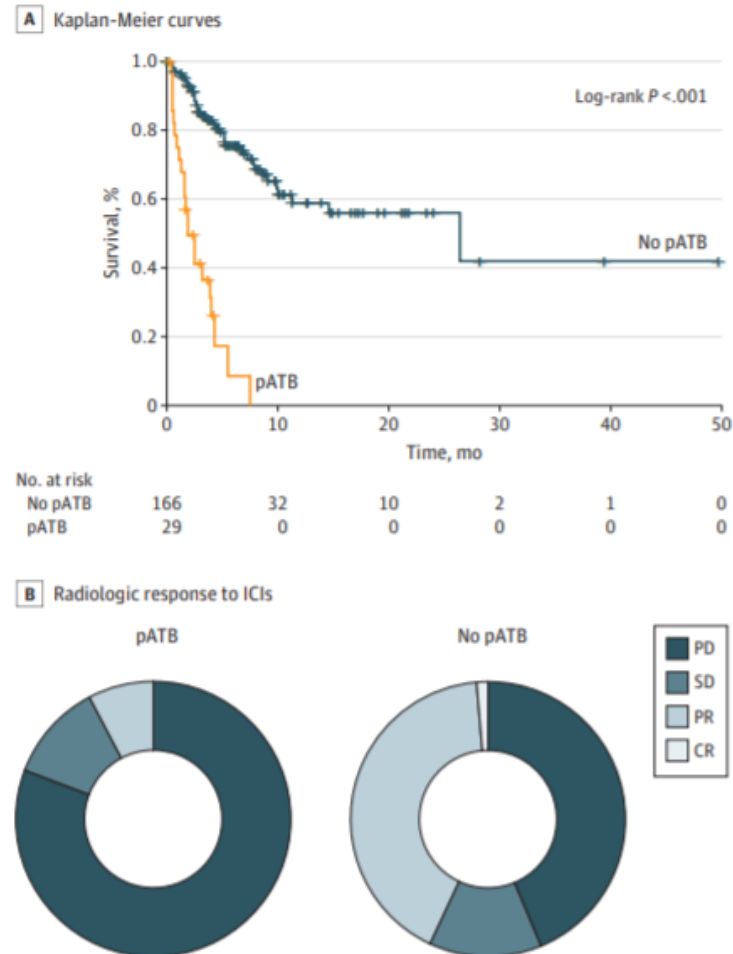 A Kaplan-Meier curves
1.0
0.8
0.6
0.4
0.2
0
Survival, %
Log-rank P <.001
No pATB
pATB
0 10 20 30 40 50
Time, mo
No. at risk
No pATB 166 32 10 2 1 0
pATB 29 0 0 0 0 0
B Radiologic response to ICIs
pATB
No pATB
PD
SD
PR
CR